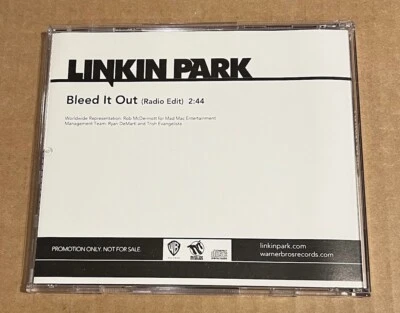 LINKIN PARK
Bleed It Out (Radio Edit) 2:44
Worldwide Representation: Rob McDermott for Mad Mac Entertainment
Management Team: Ryan DeMarti and Trish Evangelista
PROMOTION ONLY. NOT FOR SALE.
linkinpark.com
warnerbrosrecords.com